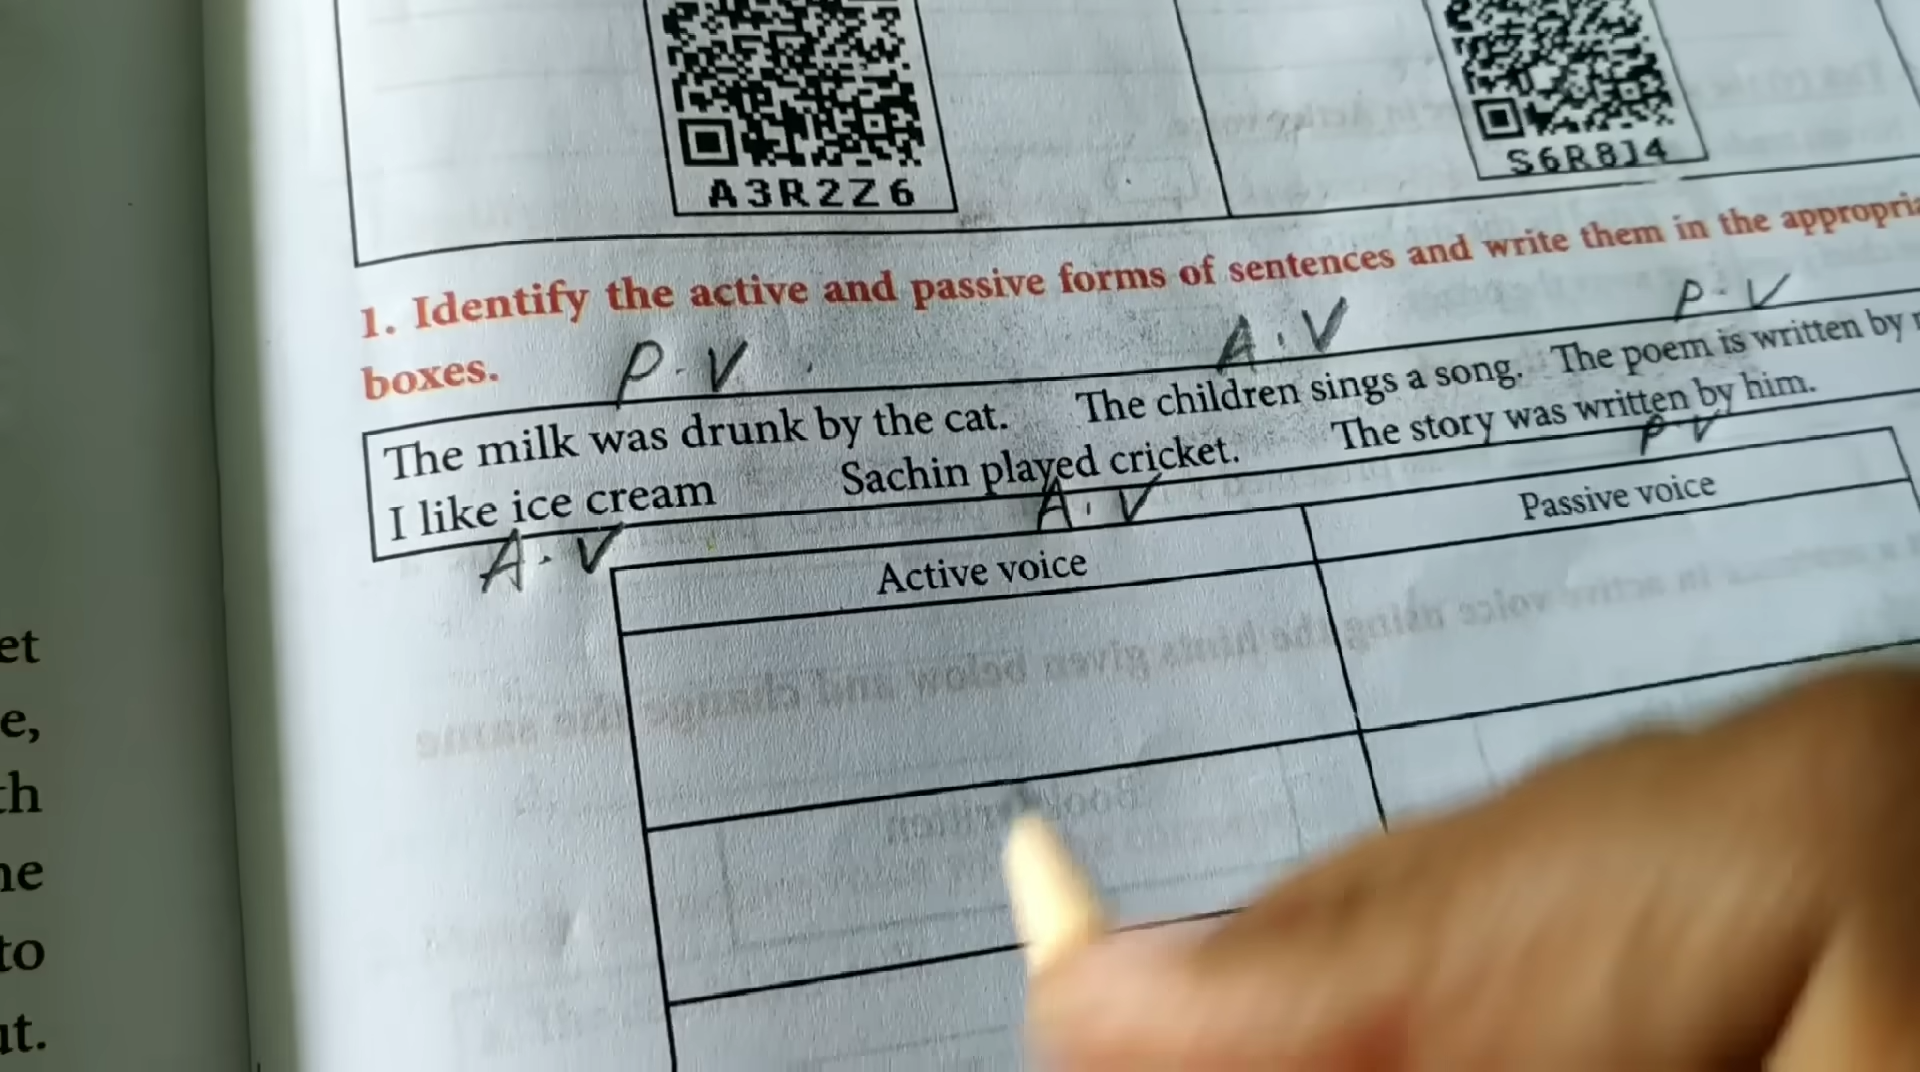 A3R2Z6
S6R8J4
1. Identify the active and passive forms of sentences and write them in the
boxes.
P. V
A. V
P. V
The milk was drunk by the cat. The children sings a song. The poem is written by
I like ice cream Sachin played cricket. The story was written by him.
A. V
A. V
P V
Active voice Passive voice
et
e,
to